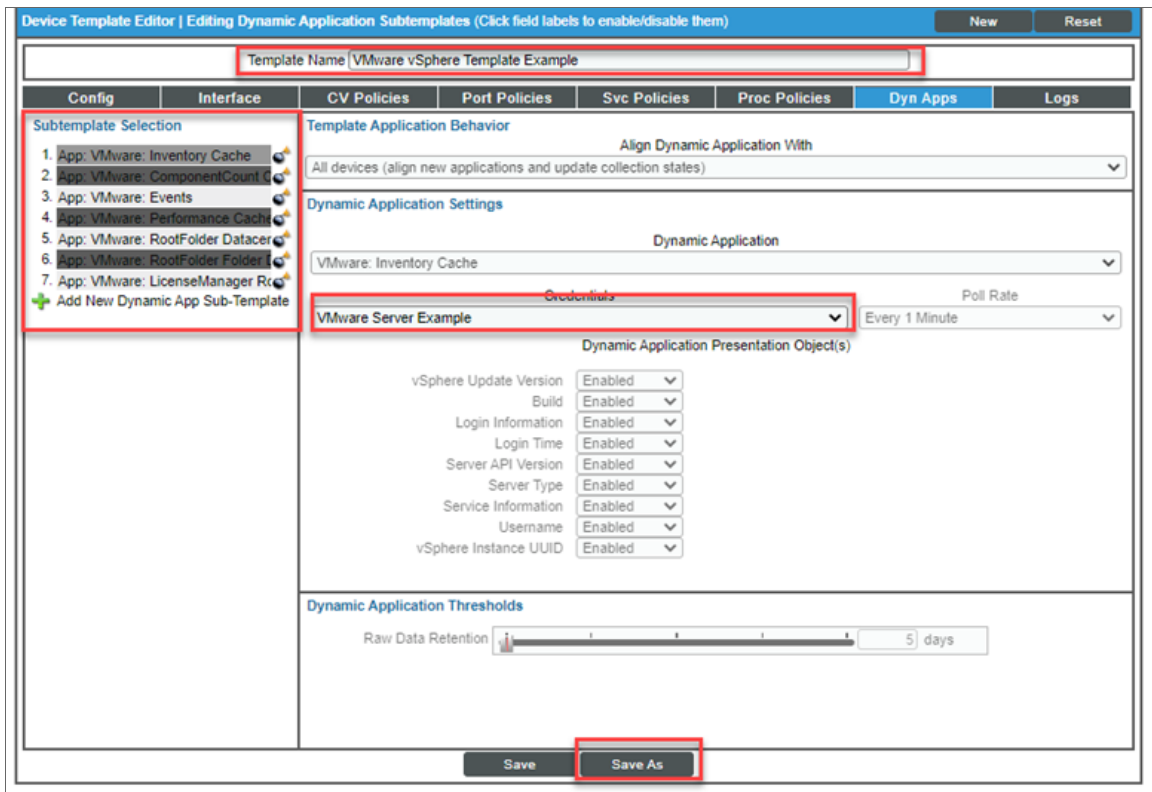 Device Template Editor | Editing Dynamic Application Subtemplates (Click field labels to enable/disable them) New Reset
Template Name VMware vSphere Template Example
Config Interface CV Policies Port Policies Svc Policies Proc Policies Dyn Apps Logs
Subtemplate Selection
1. App: VMware: Inventory Cache
2. App: VMware: ComponentCount C
3. App: VMware: Events
4. App: VMware: Performance Cache
5. App: VMware: RootFolder Datacer
6. App: VMware: RootFolder Folder D
7. App: VMware: LicenseManager Ro
Add New Dynamic App Sub-Template
Template Application Behavior
Align Dynamic Application With
All devices (align new applications and update collection states)
Dynamic Application Settings
Dynamic Application
VMware: Inventory Cache
Credentials Poll Rate
VMware Server Example Every 1 Minute
Dynamic Application Presentation Object(s)
vSphere Update Version Enabled
Build Enabled
Login Information Enabled
Login Time Enabled
Server API Version Enabled
Server Type Enabled
Service Information Enabled
Username Enabled
vSphere Instance UUID Enabled
Dynamic Application Thresholds
Raw Data Retention 5 days
Save Save As